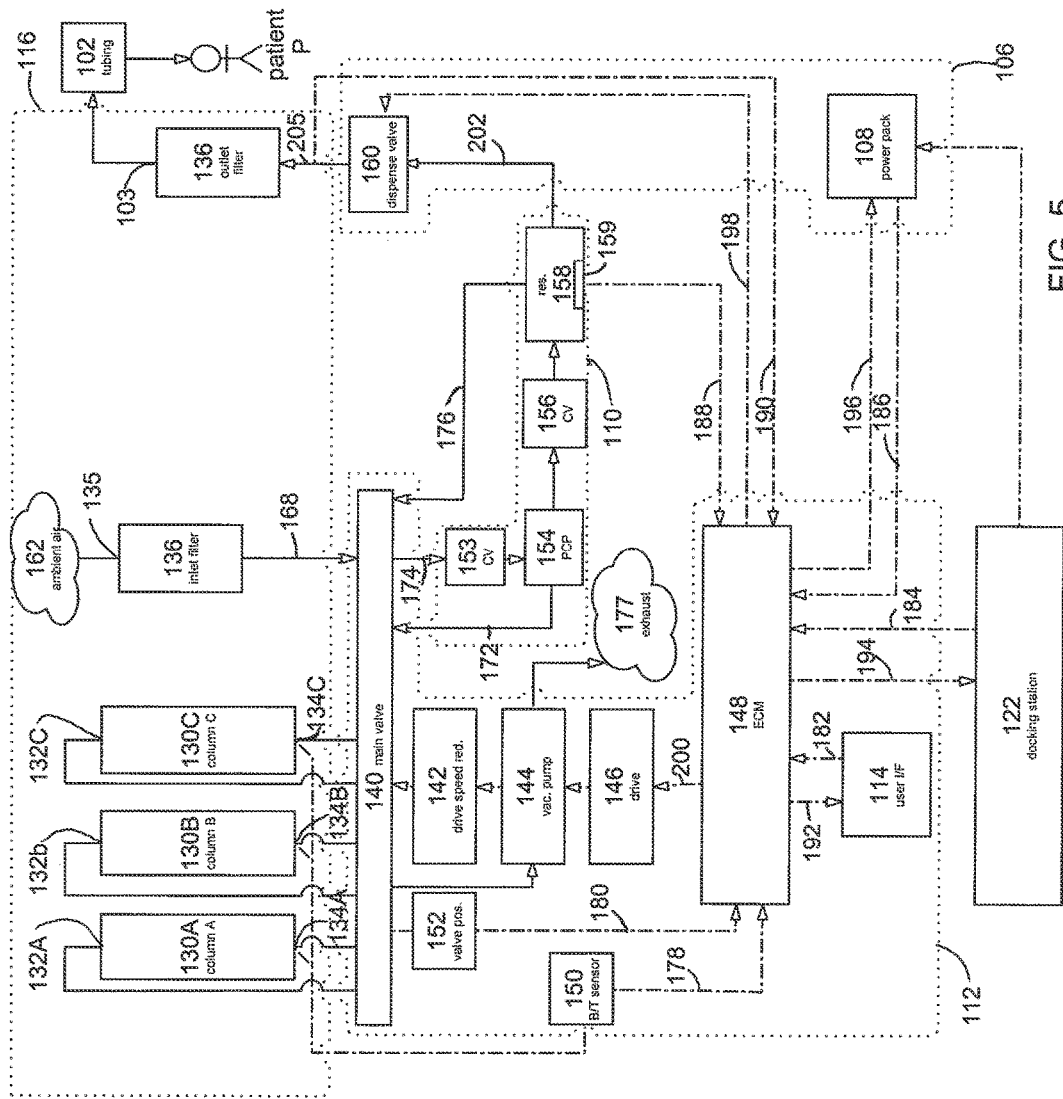 116
102
tubing
patient
P
103
136
outlet
filter
205
160
dispense valve
106
202
108
power pack
162
ambient air
135
136
inlet filter
168
176
res.
158
159
198
190
188
196
186
156
CV
110
153
CV
174
154
PCP
172
177
exhaust
132C
130C
column C
134C
132b
130B
column B
134B
132A
130A
column A
134A
140 main valve
142
drive speed red.
144
vac. pump
146
drive
200
152
valve pos.
180
150
B/T sensor
178
148
ECM
184
194
182
192
114
user I/F
122
docking station
112
FIG. 5